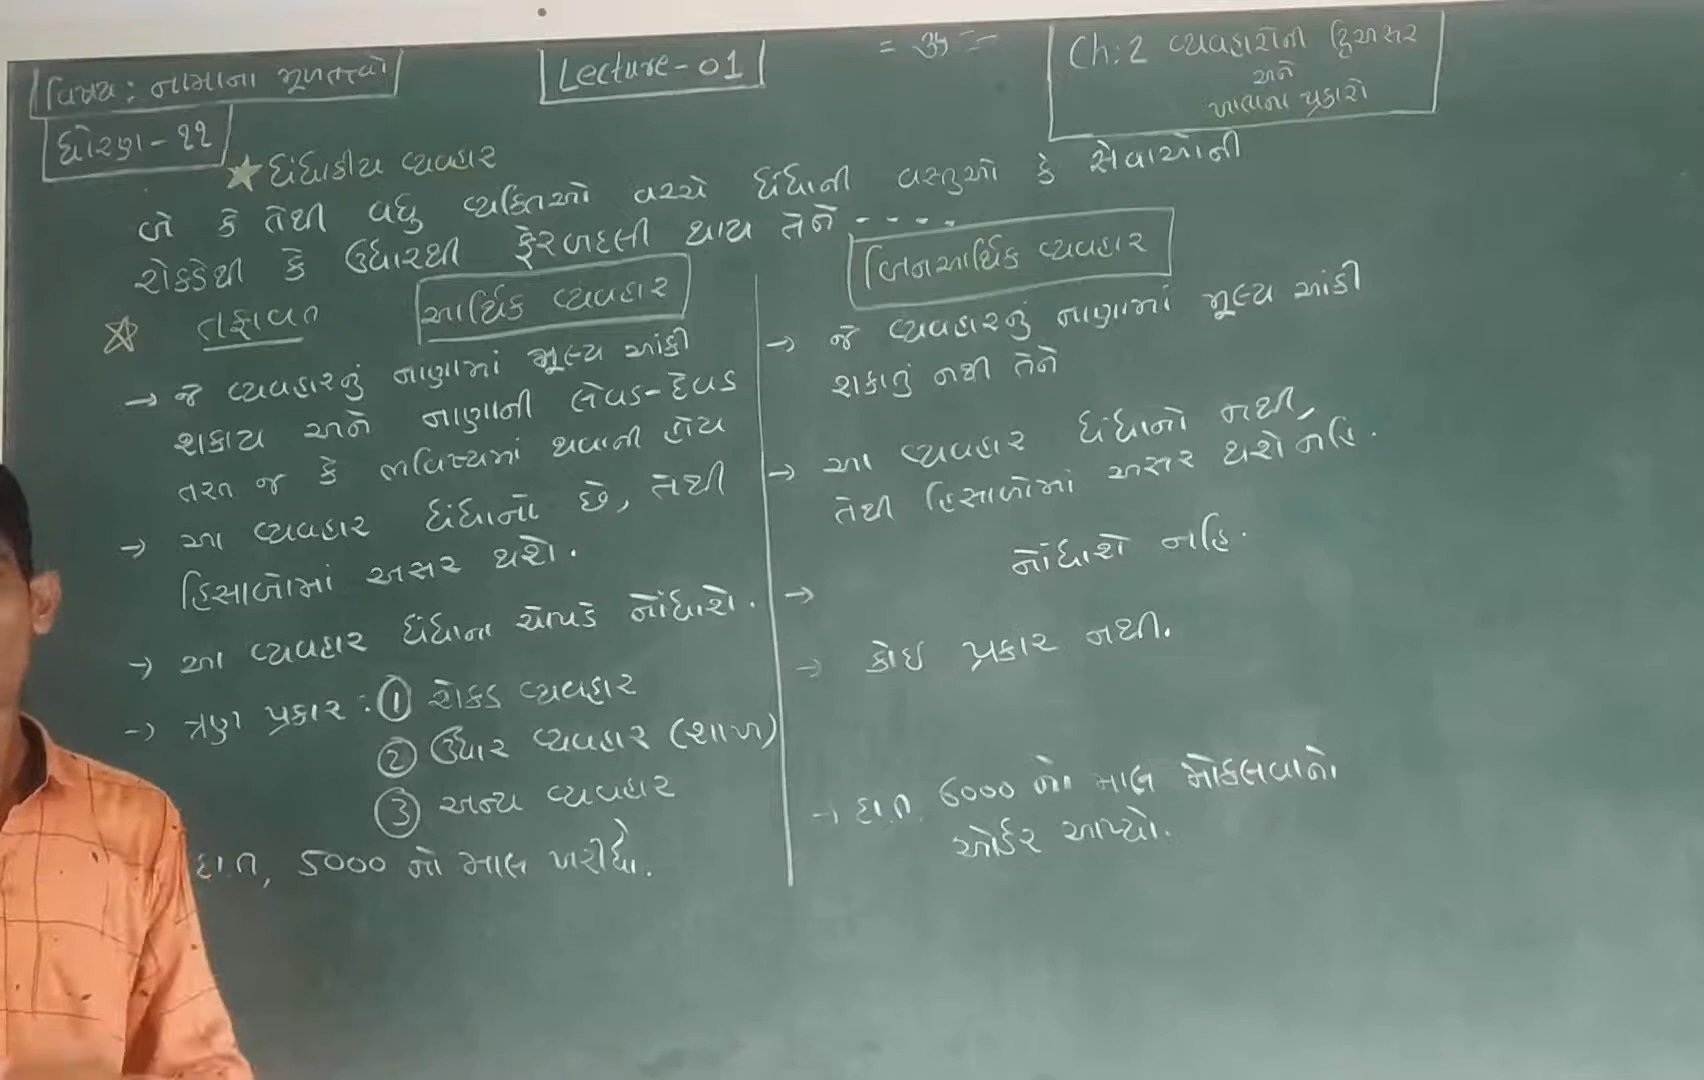 વિષય : નામાના મૂળતત્ત્વો
Lecture-01
= ૐ =
Ch:2 વ્યવહારોની દ્વિઅસર
અને
ખાતાના પ્રકારો
ધોરણ-૧૧
★ ધંધાકીય વ્યવહાર
બે કે તેથી વધુ વ્યક્તિઓ વચ્ચે ધંધાની વસ્તુઓ કે સેવાઓની
રોકડેથી કે ઉધારથી ફેરબદલી થાય તેને - - - -
☆ તફાવત
આર્થિક વ્યવહાર
→ જે વ્યવહારનું નાણામાં મૂલ્ય આંકી
શકાય અને નાણાની લેવડ-દેવડ
તરત જ કે ભવિષ્યમાં થવાની હોય
→ આ વ્યવહાર ધંધાનો છે, તેથી
હિસાબોમાં અસર થશે.
→ આ વ્યવહાર ધંધાના ચોપડે નોંધાશે.
→ ત્રણ પ્રકાર : ① રોકડ વ્યવહાર
② ઉધાર વ્યવહાર (શાખ)
③ અન્ય વ્યવહાર
દા.ત, 5000 નો માલ ખરીદ્યો.
બિનઆર્થિક વ્યવહાર
→ જે વ્યવહારનું નાણામાં મૂલ્ય આંકી
શકાતું નથી તેને
→ આ વ્યવહાર ધંધાનો નથી,
તેથી હિસાબોમાં અસર થશે નહિ.
→ નોંધાશે નહિ.
→ કોઇ પ્રકાર નથી.
→ દા.ત. 6000 નો માલ મોકલવાનો
ઓર્ડર આપ્યો.